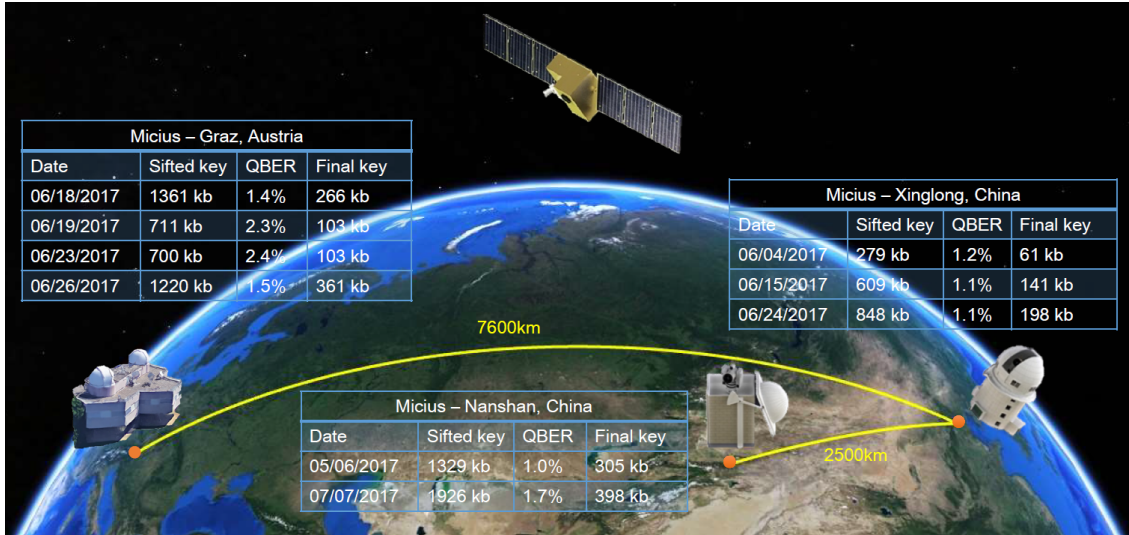 Micius – Graz, Austria
Date Sifted key QBER Final key
06/18/2017 1361 kb 1.4% 266 kb
06/19/2017 711 kb 2.3% 103 kb
06/23/2017 700 kb 2.4% 103 kb
06/26/2017 1220 kb 1.5% 361 kb
Micius – Xinglong, China
Date Sifted key QBER Final key
06/04/2017 279 kb 1.2% 61 kb
06/15/2017 609 kb 1.1% 141 kb
06/24/2017 848 kb 1.1% 198 kb
7600km
Micius – Nanshan, China
Date Sifted key QBER Final key
05/06/2017 1329 kb 1.0% 305 kb
07/07/2017 1926 kb 1.7% 398 kb
2500km